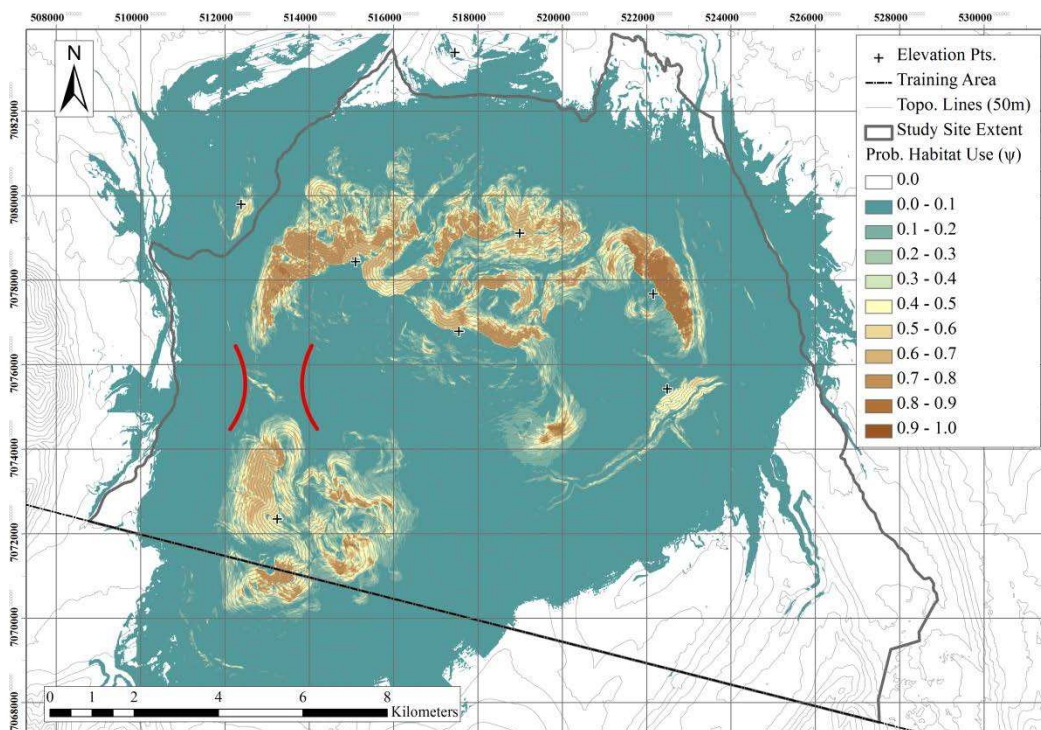 508000 510000 512000 514000 516000 518000 520000 522000 524000 526000 528000 530000
N
7082000
7080000
7078000
7076000
7074000
7072000
7070000
7068000
Elevation Pts.
Training Area
Topo. Lines (50m)
Study Site Extent
Prob. Habitat Use (ψ)
0.0
0.0 - 0.1
0.1 - 0.2
0.2 - 0.3
0.3 - 0.4
0.4 - 0.5
0.5 - 0.6
0.6 - 0.7
0.7 - 0.8
0.8 - 0.9
0.9 - 1.0
0 1 2 4 6 8
Kilometers